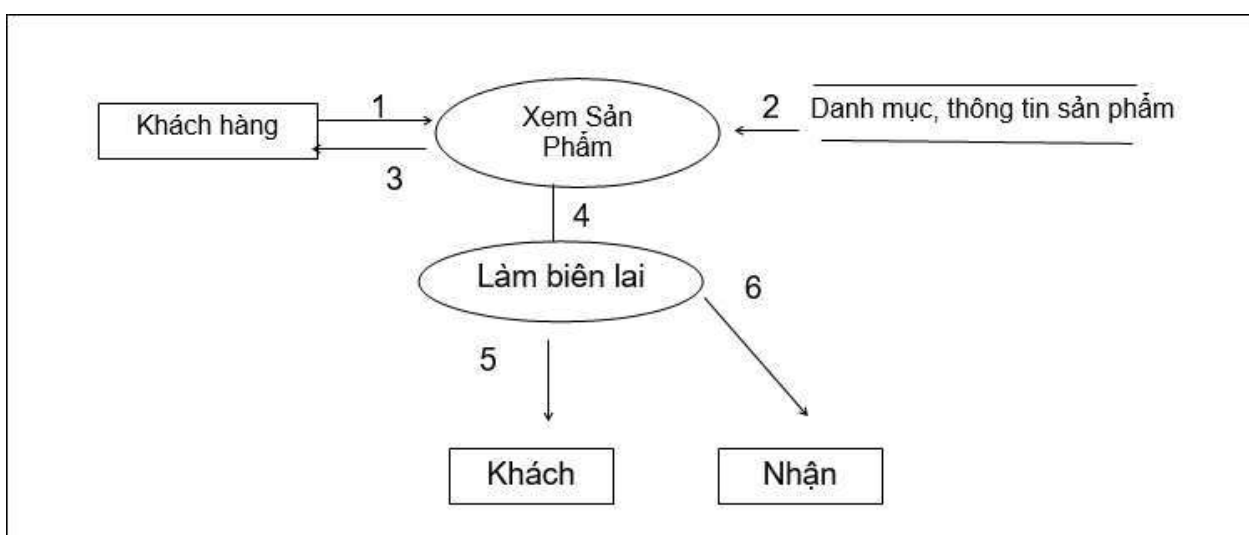 Khách hàng
1
3
Xem Sản
Phẩm
2
Danh mục, thông tin sản phẩm
4
Làm biên lai
6
5
Khách
Nhận